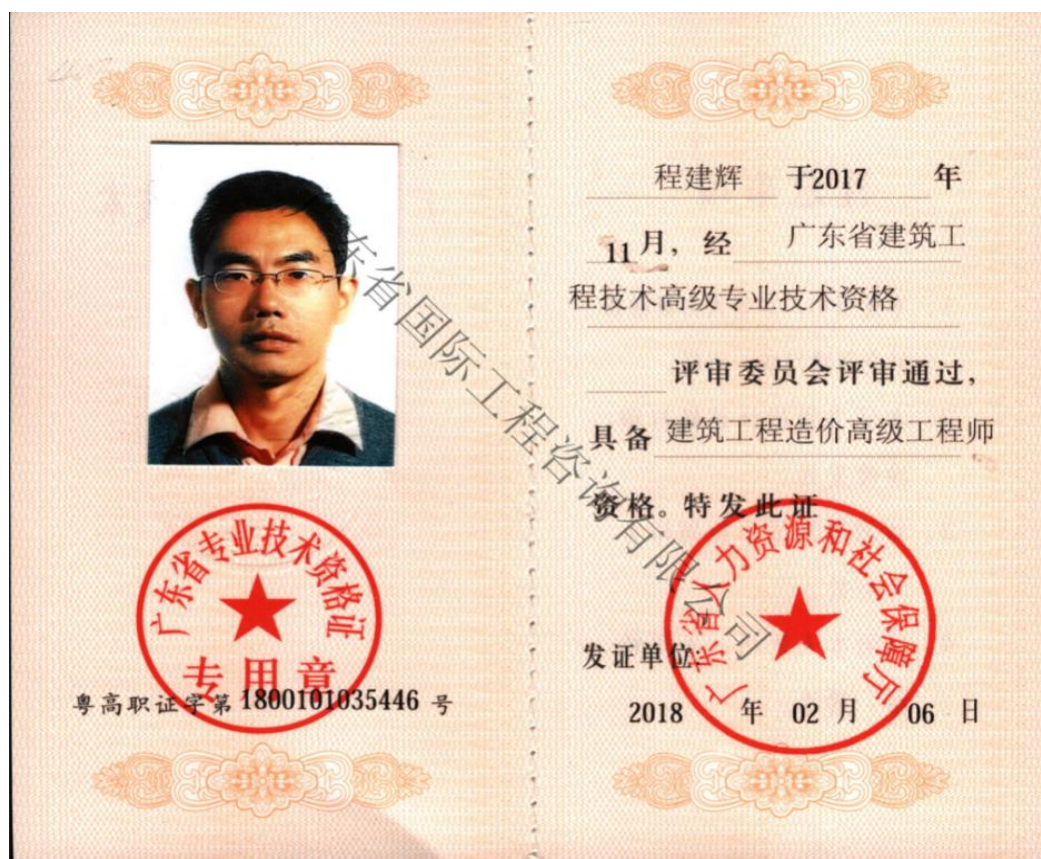 广东省专业技术资格证
专用章
粤高职证字第 1800101035446 号
程建辉 于2017 年
11月，经 广东省建筑工
程技术高级专业技术资格
评审委员会评审通过，
具备 建筑工程造价高级工程师
资格。特发此证
广东省人力资源和社会保障厅
发证单位：
2018 年 02 月 06 日
东省国际工程咨询有限公司